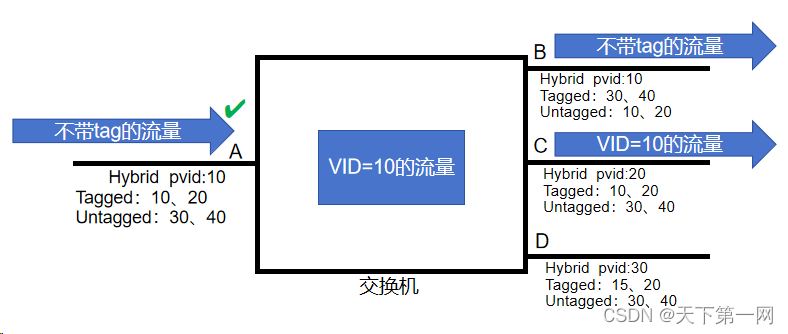 不带tag的流量
A
Hybrid pvid:10
Tagged：10、20
Untagged：30、40
VID=10的流量
交换机
B
不带tag的流量
Hybrid pvid:10
Tagged：30、40
Untagged：10、20
C
VID=10的流量
Hybrid pvid:20
Tagged：10、20
Untagged：30、40
D
Hybrid pvid:30
Tagged：15、20
Untagged：30、40
CSDN @天下第一网